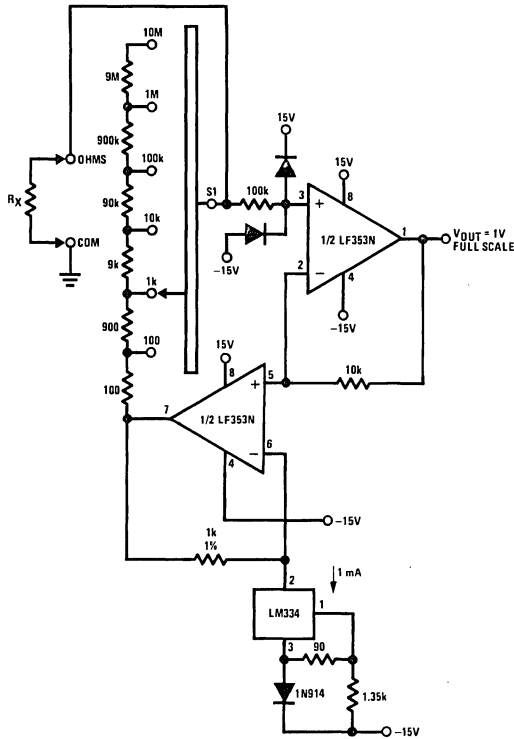 10M
9M
1M
900k
100k
90k
10k
9k
1k
900
100
100
OHMS
RX
COM
S1
100k
15V
-15V
15V
8
3
+
1/2 LF353N
1
2
−
4
-15V
VOUT = 1V
FULL SCALE
10k
15V
8
5
+
7
1/2 LF353N
6
−
4
-15V
1k
1%
2
1 mA
LM334
1
3
90
1N914
1.35k
-15V